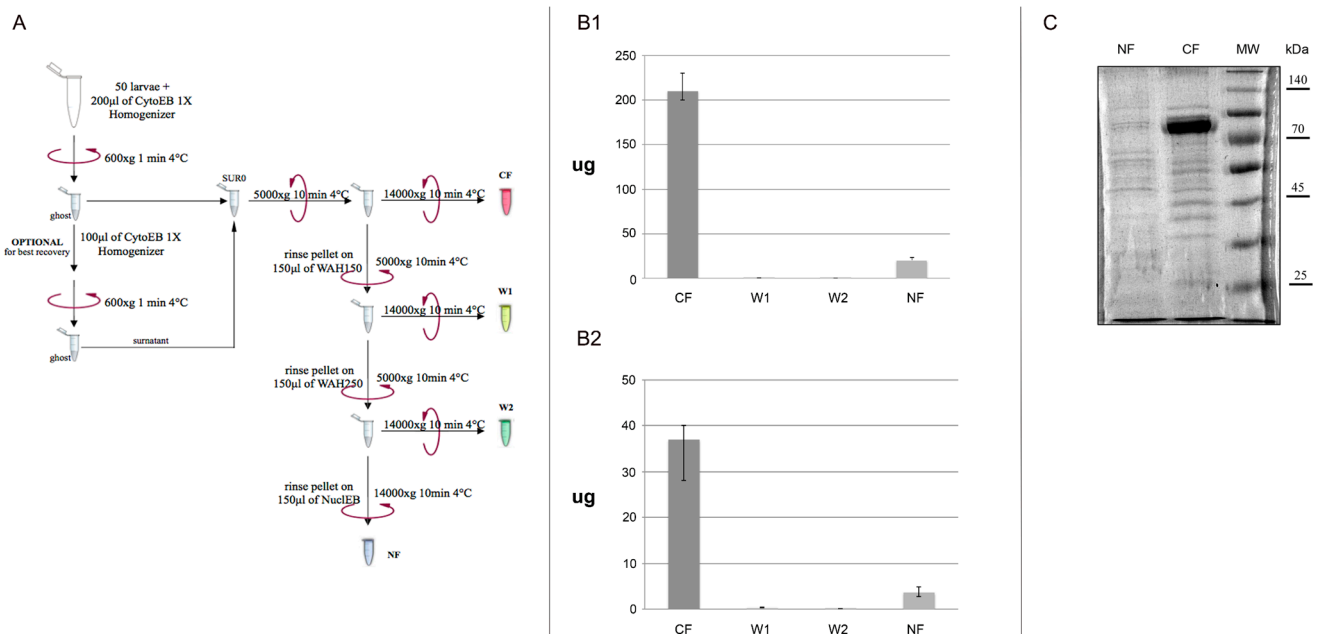 A
50 larvae +
200µl of CytoEB 1X
Homogenizer
600xg 1 min 4°C
ghost
SUR0
5000xg 10 min 4°C
14000xg 10 min 4°C
CF
OPTIONAL
for best recovery
100µl of CytoEB 1X
Homogenizer
600xg 1 min 4°C
ghost
surnatant
rinse pellet on
150µl of WAH150
5000xg 10min 4°C
14000xg 10 min 4°C
W1
rinse pellet on
150µl of WAH250
5000xg 10min 4°C
14000xg 10 min 4°C
W2
rinse pellet on
150µl of NuclEB
14000xg 10min 4°C
NF
B1
ug
250
200
150
100
50
0
CF W1 W2 NF
B2
ug
50
40
30
20
10
0
CF W1 W2 NF
C
NF CF MW kDa
140
70
45
25